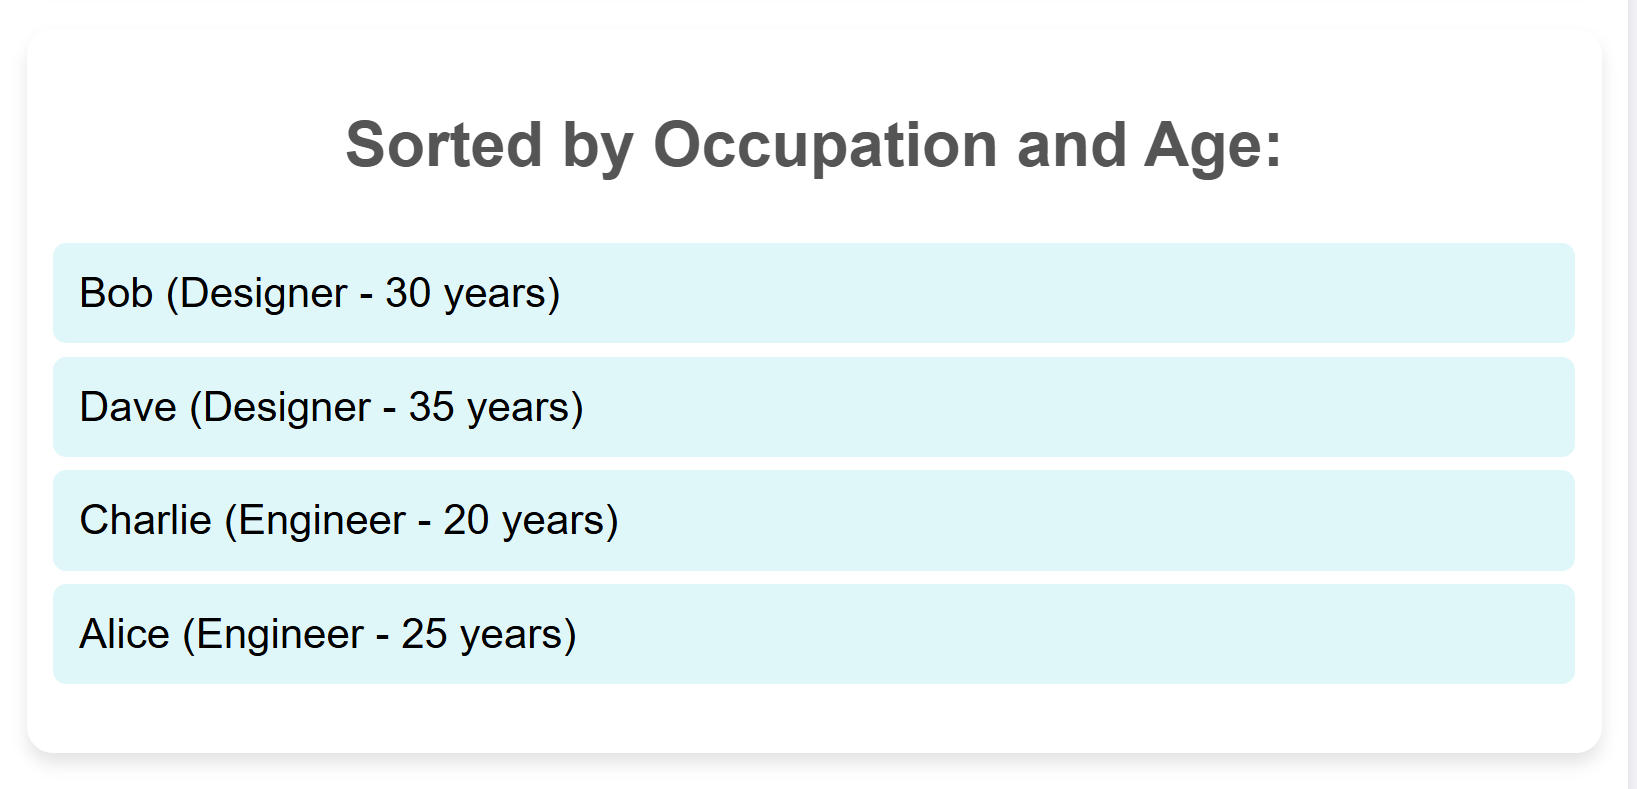 Sorted by Occupation and Age:
Bob (Designer - 30 years)
Dave (Designer - 35 years)
Charlie (Engineer - 20 years)
Alice (Engineer - 25 years)